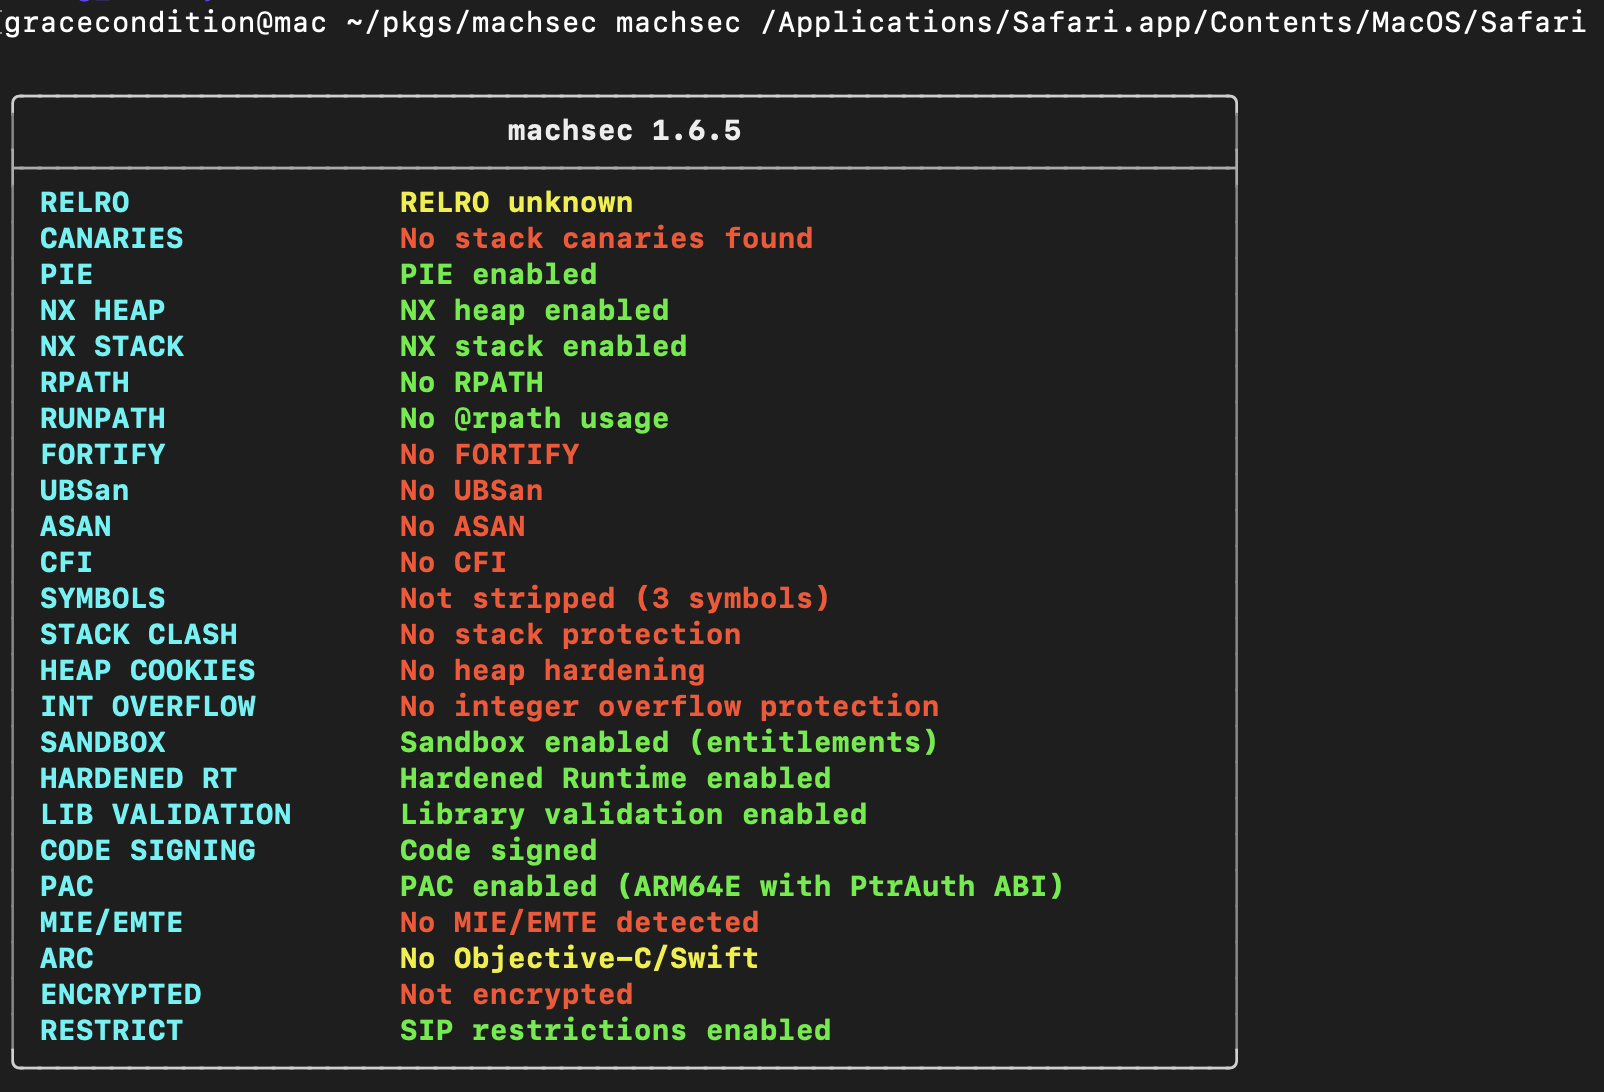 gracecondition@mac ~/pkgs/machsec machsec /Applications/Safari.app/Contents/MacOS/Safari
machsec 1.6.5
RELRO RELRO unknown
CANARIES No stack canaries found
PIE PIE enabled
NX HEAP NX heap enabled
NX STACK NX stack enabled
RPATH No RPATH
RUNPATH No @rpath usage
FORTIFY No FORTIFY
UBSan No UBSan
ASAN No ASAN
CFI No CFI
SYMBOLS Not stripped (3 symbols)
STACK CLASH No stack protection
HEAP COOKIES No heap hardening
INT OVERFLOW No integer overflow protection
SANDBOX Sandbox enabled (entitlements)
HARDENED RT Hardened Runtime enabled
LIB VALIDATION Library validation enabled
CODE SIGNING Code signed
PAC PAC enabled (ARM64E with PtrAuth ABI)
MIE/EMTE No MIE/EMTE detected
ARC No Objective-C/Swift
ENCRYPTED Not encrypted
RESTRICT SIP restrictions enabled